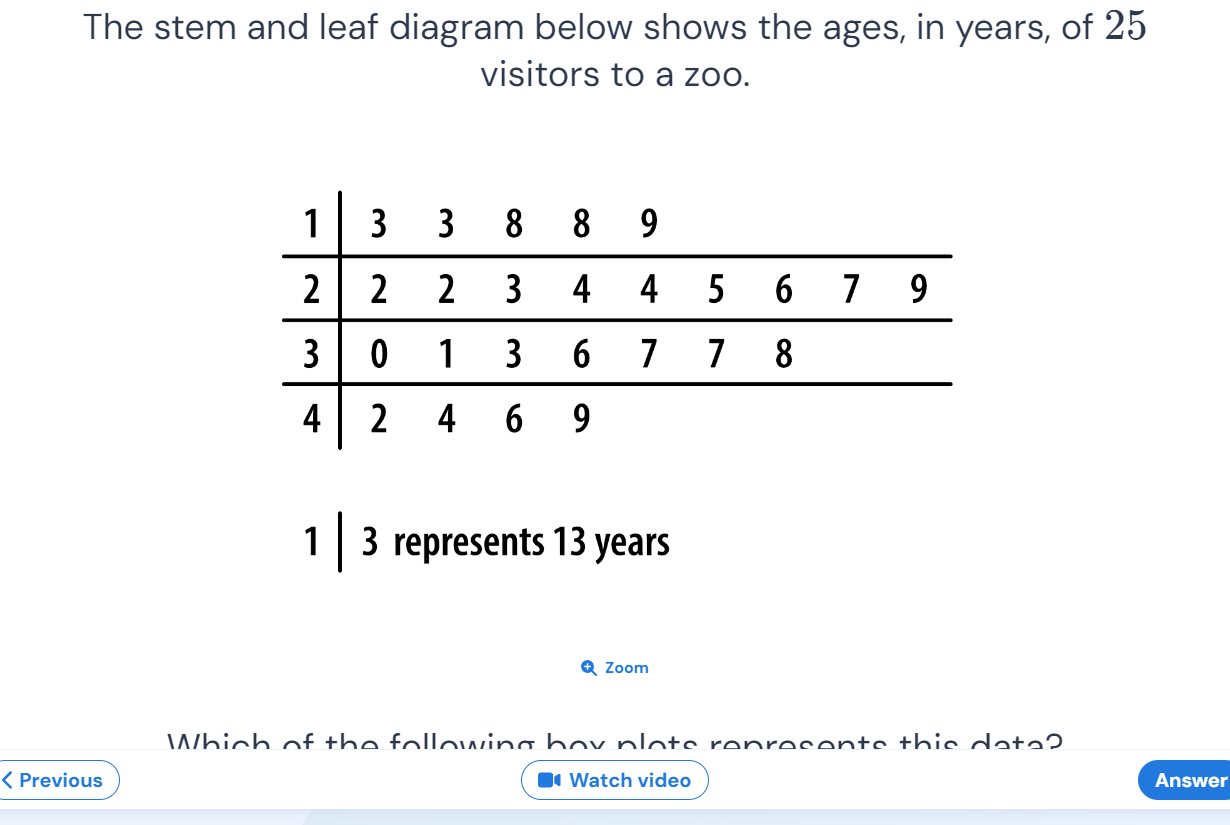 The stem and leaf diagram below shows the ages, in years, of 25
visitors to a zoo.
1 3 3 8 8 9
2 2 2 3 4 4 5 6 7 9
3 0 1 3 6 7 7 8
4 2 4 6 9
1 3 represents 13 years
Zoom
Which of the following box plots represents this data?
Previous
Watch video
Answer